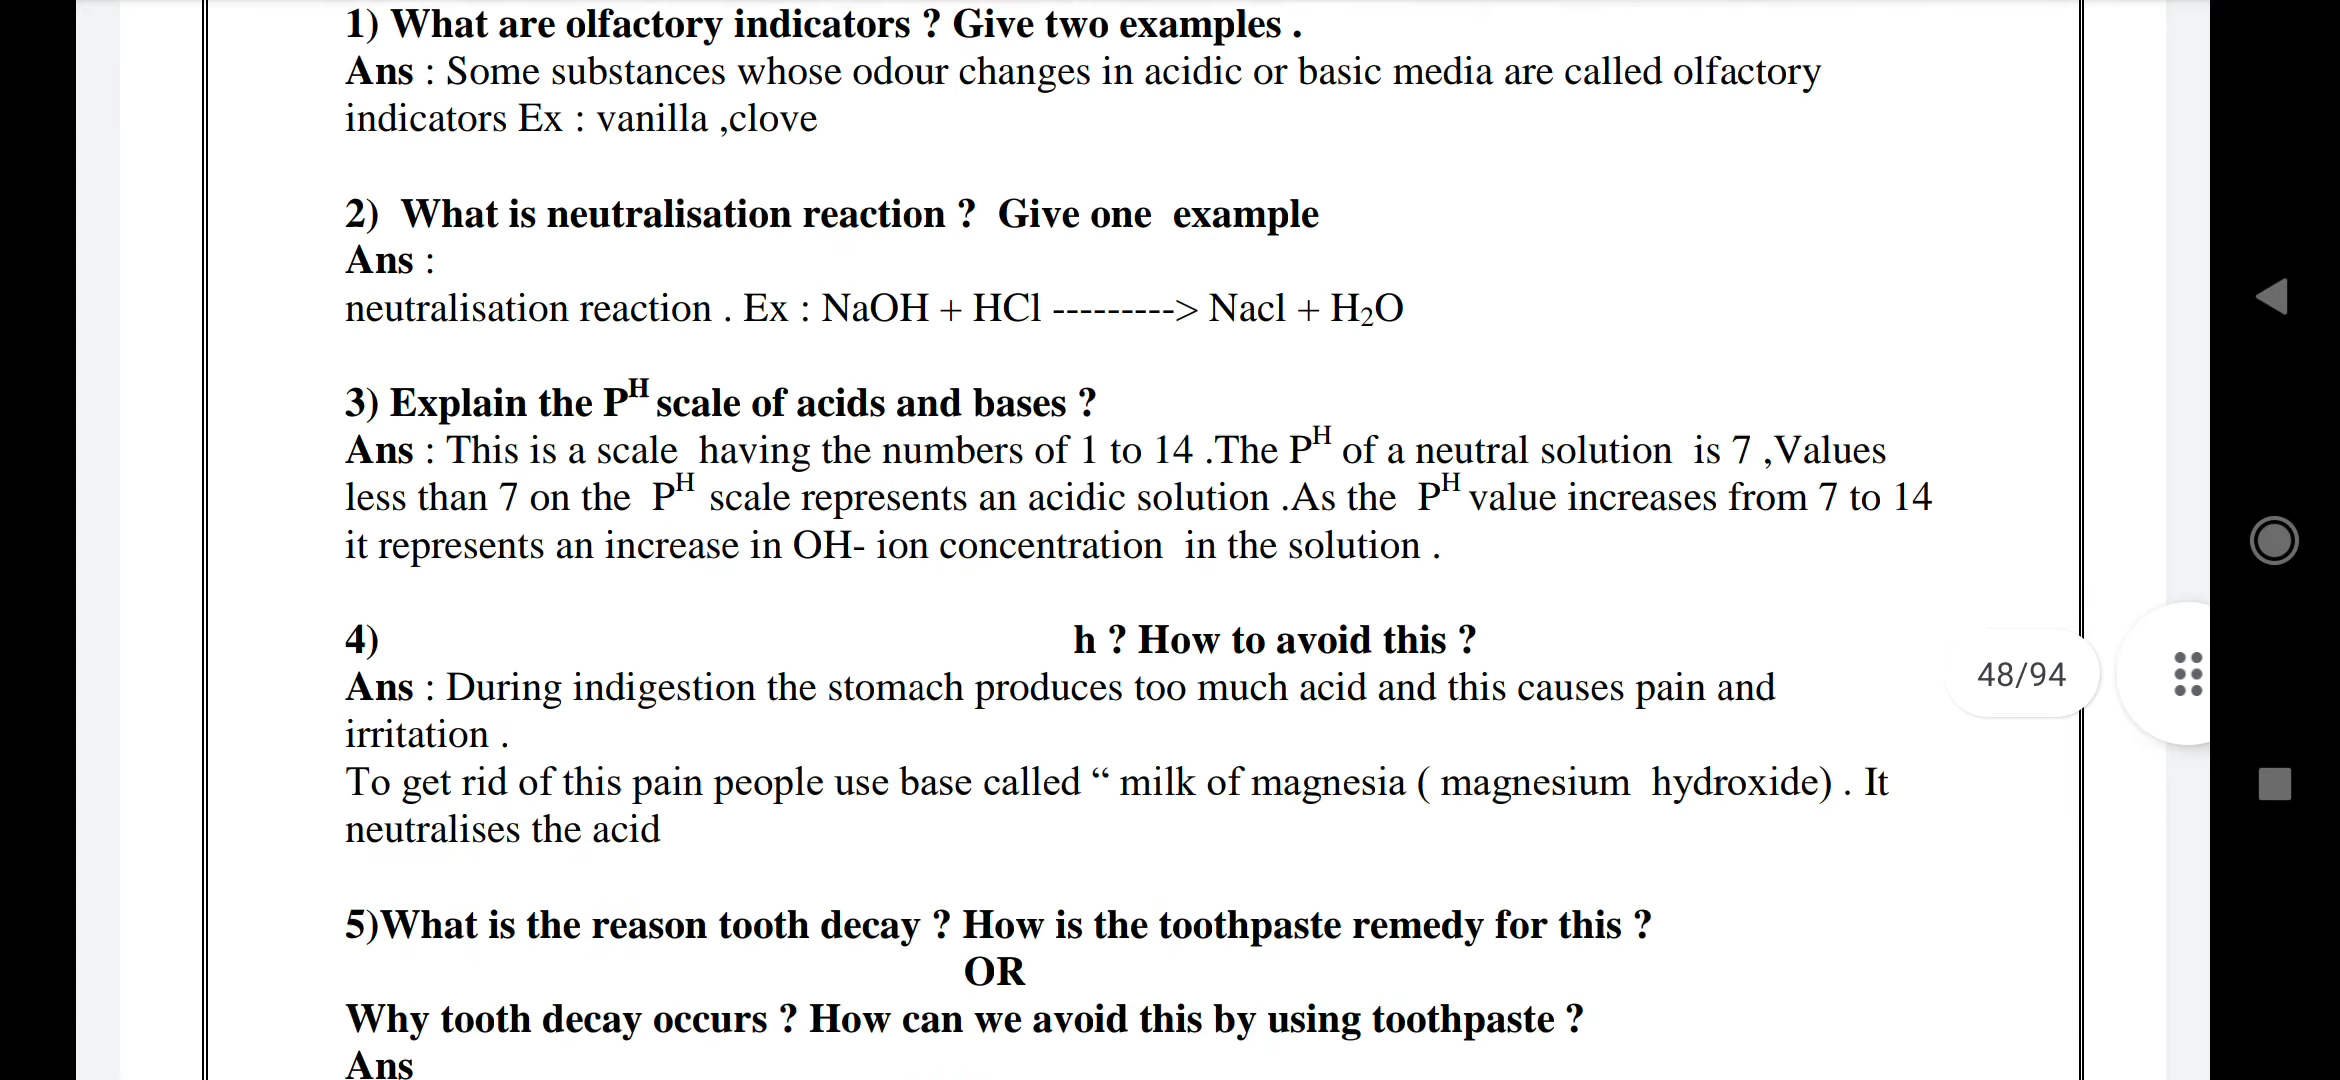 1) What are olfactory indicators ? Give two examples .
Ans : Some substances whose odour changes in acidic or basic media are called olfactory
indicators Ex : vanilla ,clove
2) What is neutralisation reaction ? Give one example
Ans :
neutralisation reaction . Ex : NaOH + HCl ---------> Nacl + H₂O
3) Explain the Pᴴ scale of acids and bases ?
Ans : This is a scale having the numbers of 1 to 14 .The Pᴴ of a neutral solution is 7 ,Values
less than 7 on the Pᴴ scale represents an acidic solution .As the Pᴴ value increases from 7 to 14
it represents an increase in OH- ion concentration in the solution .
4) h ? How to avoid this ?
Ans : During indigestion the stomach produces too much acid and this causes pain and
irritation .
48/94
To get rid of this pain people use base called “ milk of magnesia ( magnesium hydroxide) . It
neutralises the acid
5)What is the reason tooth decay ? How is the toothpaste remedy for this ?
OR
Why tooth decay occurs ? How can we avoid this by using toothpaste ?
Ans